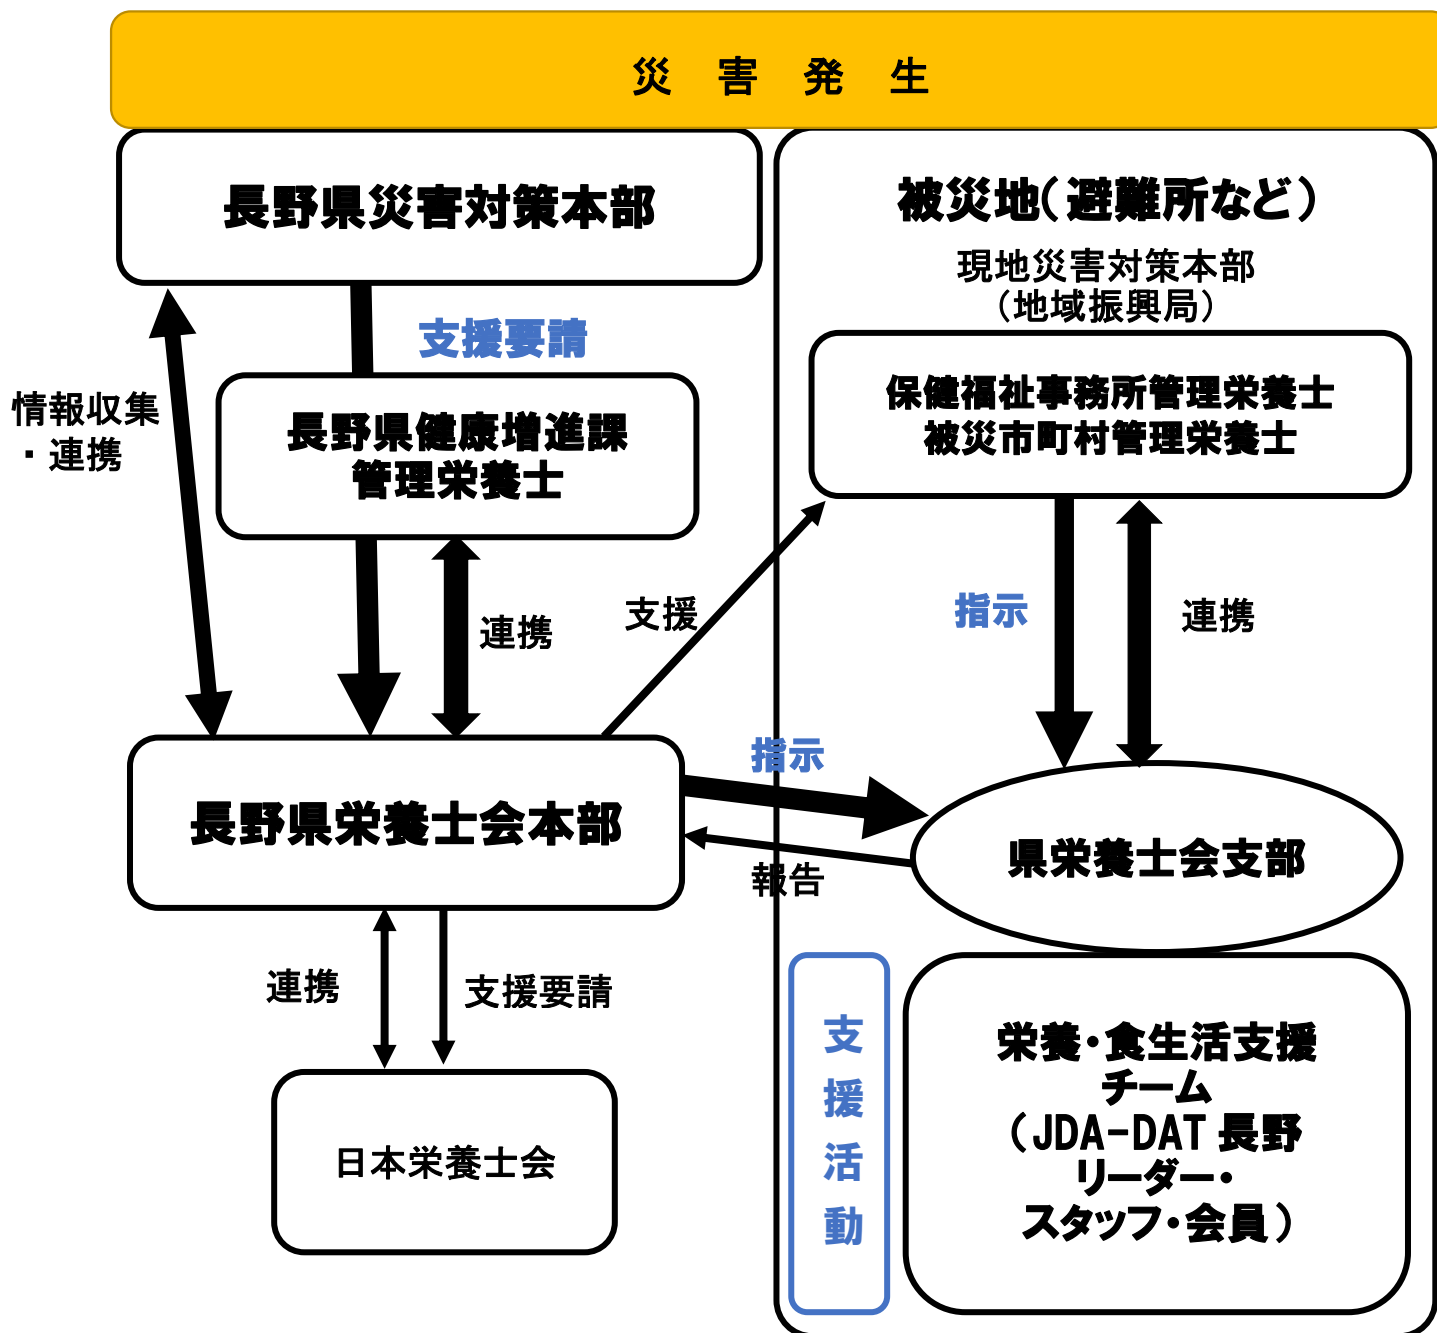 災 害 発 生
長野県災害対策本部
支援要請
情報収集
・連携
長野県健康増進課
管理栄養士
連携
支援
長野県栄養士会本部
指示
報告
連携
支援要請
日本栄養士会
被災地（避難所など）
現地災害対策本部
（地域振興局）
保健福祉事務所管理栄養士
被災市町村管理栄養士
指示
連携
県栄養士会支部
支援活動
栄養・食生活支援
チーム
（JDA-DAT 長野
リーダー・
スタッフ・会員）